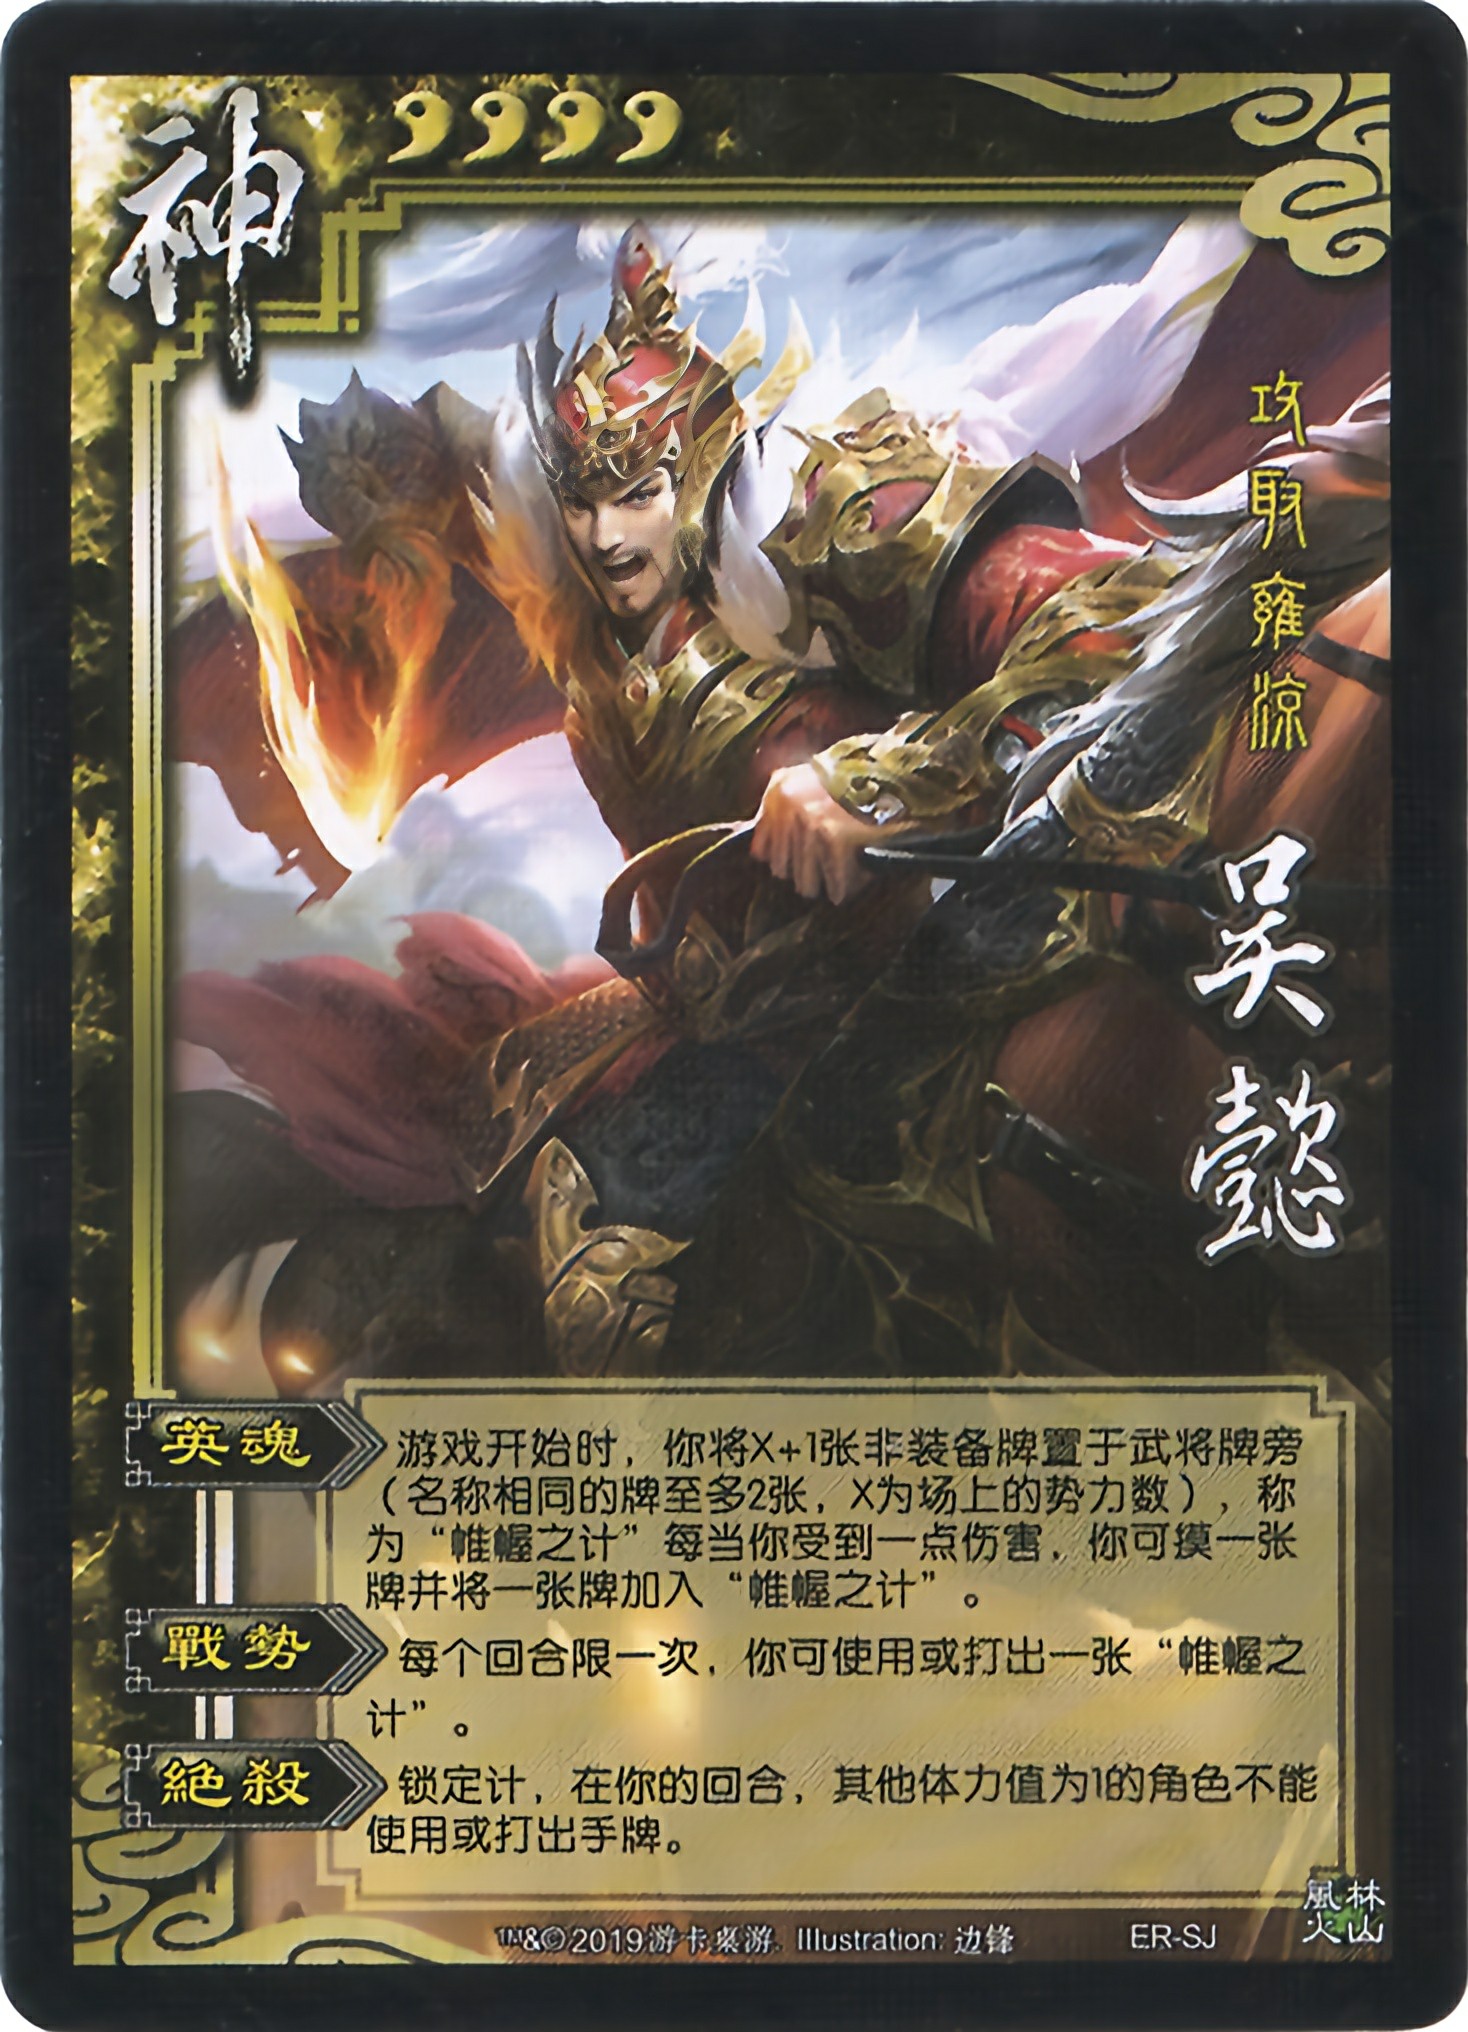 神
攻取雍涼
吴懿
英魂
游戏开始时，你将X+1张非装备牌置于武将牌旁
（名称相同的牌至多2张，X为场上的势力数），称
为“帷幄之计”每当你受到一点伤害，你可摸一张
牌并将一张牌加入“帷幄之计”。
戰勢
每个回合限一次，你可使用或打出一张“帷幄之
计”。
絕殺
锁定计，在你的回合，其他体力值为1的角色不能
使用或打出手牌。
™&©2019游卡桌游. Illustration: 边锋
ER-SJ
風林
火山